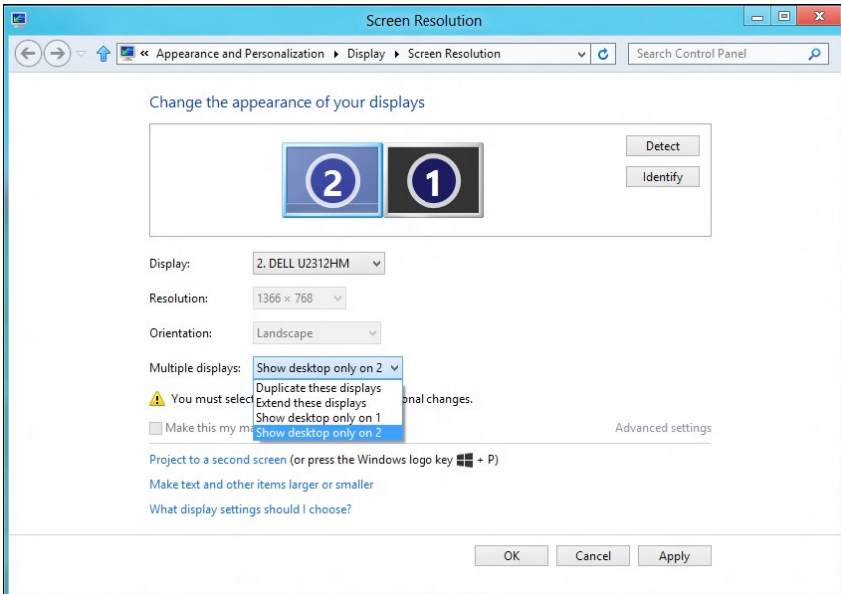 Screen Resolution
« Appearance and Personalization ▸ Display ▸ Screen Resolution
Search Control Panel
Change the appearance of your displays
2
1
Detect
Identify
Display: 2. DELL U2312HM
Resolution: 1366 × 768
Orientation: Landscape
Multiple displays: Show desktop only on 2
Duplicate these displays
Extend these displays
Show desktop only on 1
Show desktop only on 2
You must selec
onal changes.
Make this my ma
Advanced settings
Project to a second screen (or press the Windows logo key + P)
Make text and other items larger or smaller
What display settings should I choose?
OK Cancel Apply